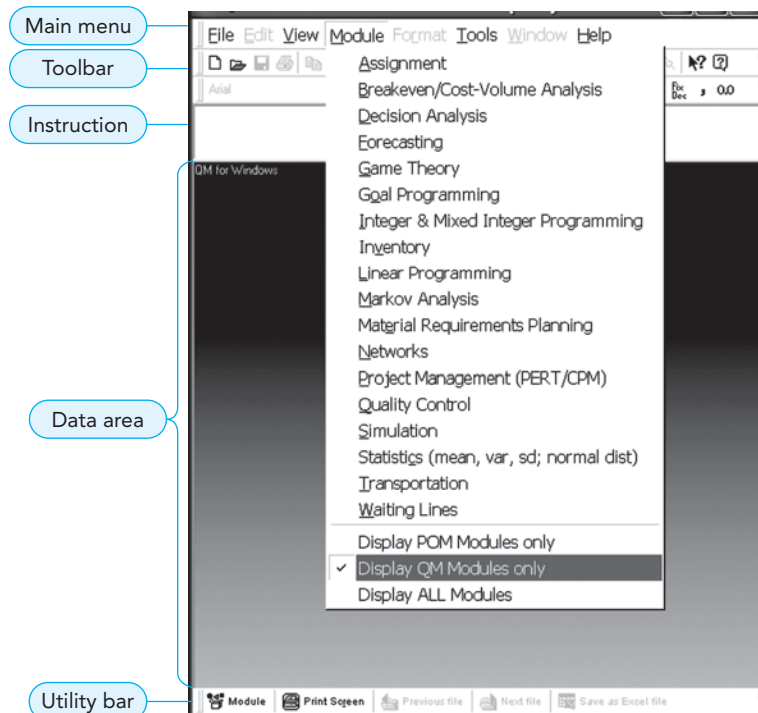 Main menu
File Edit View Module Format Tools Window Help
Toolbar
Arial
Fix Dec , 0.0
Instruction
QM for Windows
Assignment
Breakeven/Cost-Volume Analysis
Decision Analysis
Forecasting
Game Theory
Goal Programming
Integer & Mixed Integer Programming
Inventory
Linear Programming
Markov Analysis
Material Requirements Planning
Networks
Project Management (PERT/CPM)
Quality Control
Simulation
Statistics (mean, var, sd; normal dist)
Transportation
Waiting Lines
Display POM Modules only
Display QM Modules only
Display ALL Modules
Data area
Utility bar
Module Print Screen Previous file Next file Save as Excel file